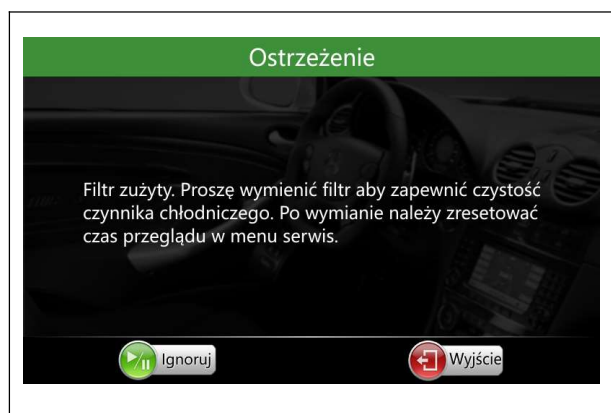 Ostrzeżenie
Filtr zużyty. Proszę wymienić filtr aby zapewnić czystość
czynnika chłodniczego. Po wymianie należy zresetować
czas przeglądu w menu serwis.
Ignoruj
Wyjście